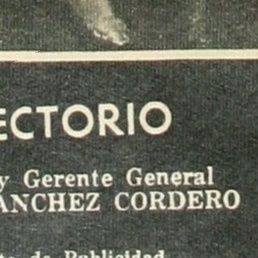 ECTORIO
y Gerente General
ANCHEZ CORDERO
de Publicidad